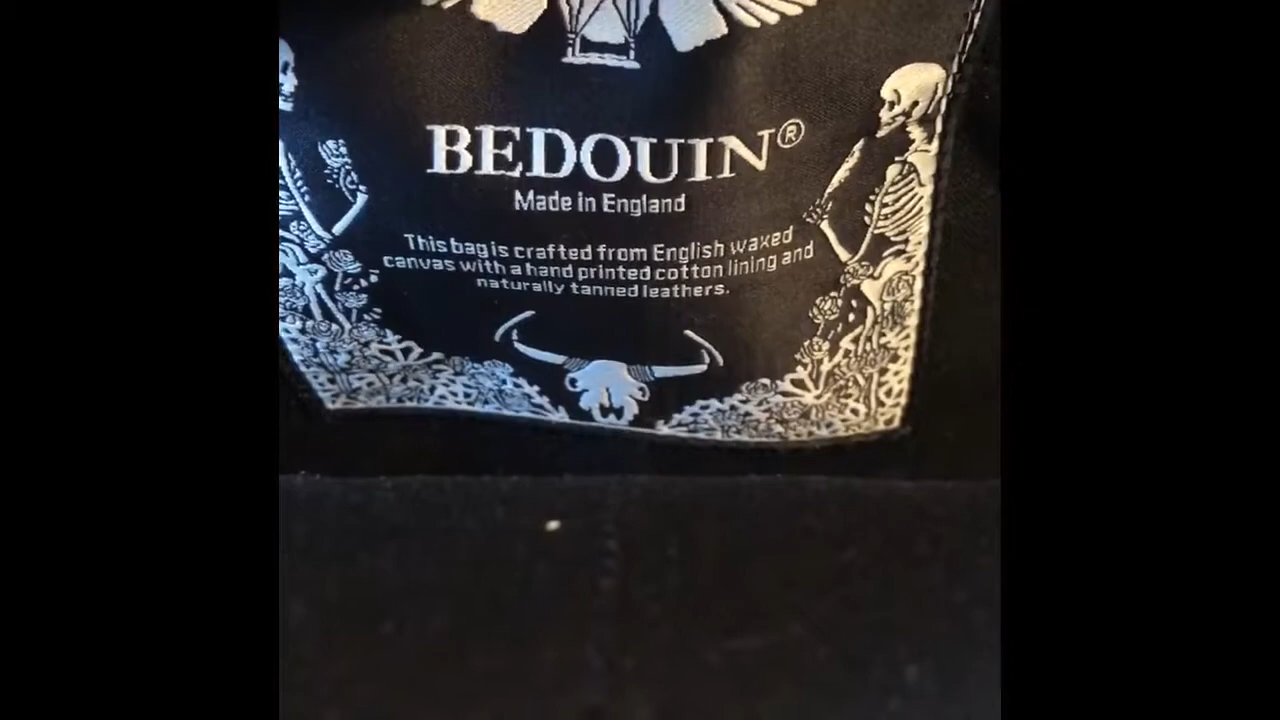 BEDOUIN®
Made in England
This bag is crafted from English waxed
canvas with a hand printed cotton lining and
naturally tanned leathers.